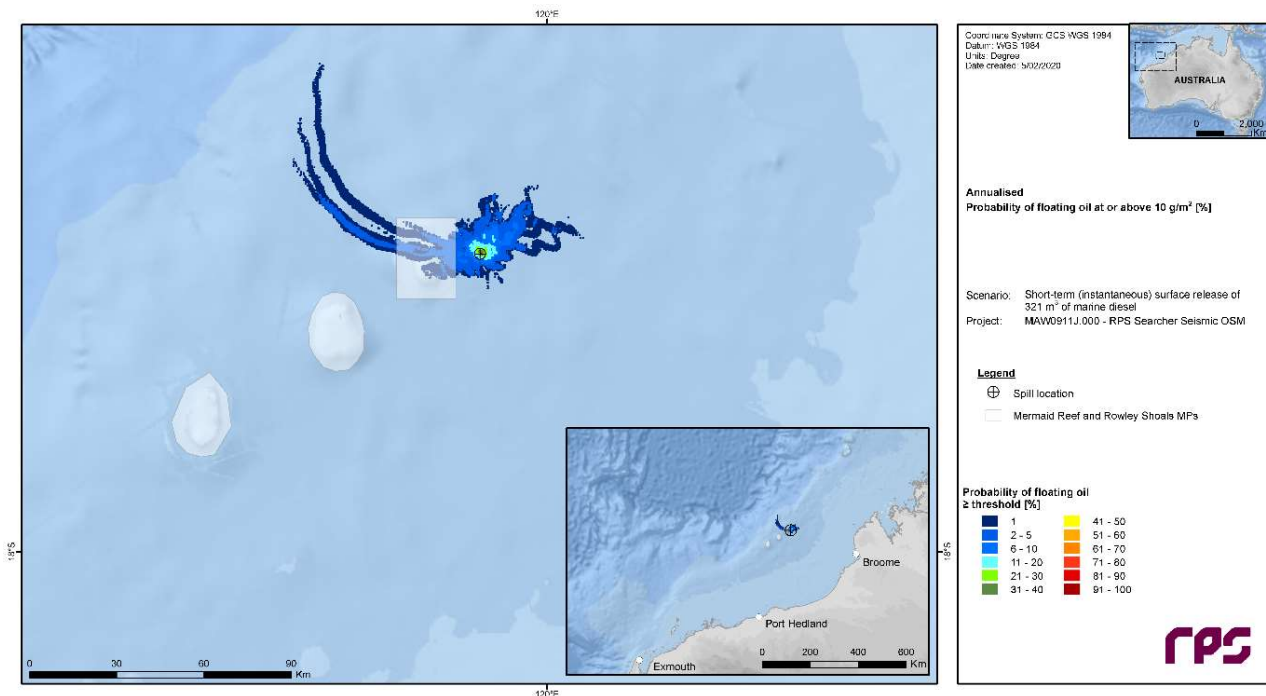 120°E
18°S
18°S
120°E
0 30 60 90
Km
Broome
Port Hedland
Exmouth
0 200 400 600
Km
Coordinate System: GCS WGS 1984
Datum: WGS 1984
Units: Degree
Date created: 5/02/2020
AUSTRALIA
0 2,000
Km
Annualised
Probability of floating oil at or above 10 g/m² [%]
Scenario: Short-term (instantaneous) surface release of
321 m³ of marine diesel
Project: MAW0911J.000 - RPS Searcher Seismic OSM
Legend
Spill location
Mermaid Reef and Rowley Shoals MPs
Probability of floating oil
≥ threshold [%]
1 41 - 50
2 - 5 51 - 60
6 - 10 61 - 70
11 - 20 71 - 80
21 - 30 81 - 90
31 - 40 91 - 100
rps